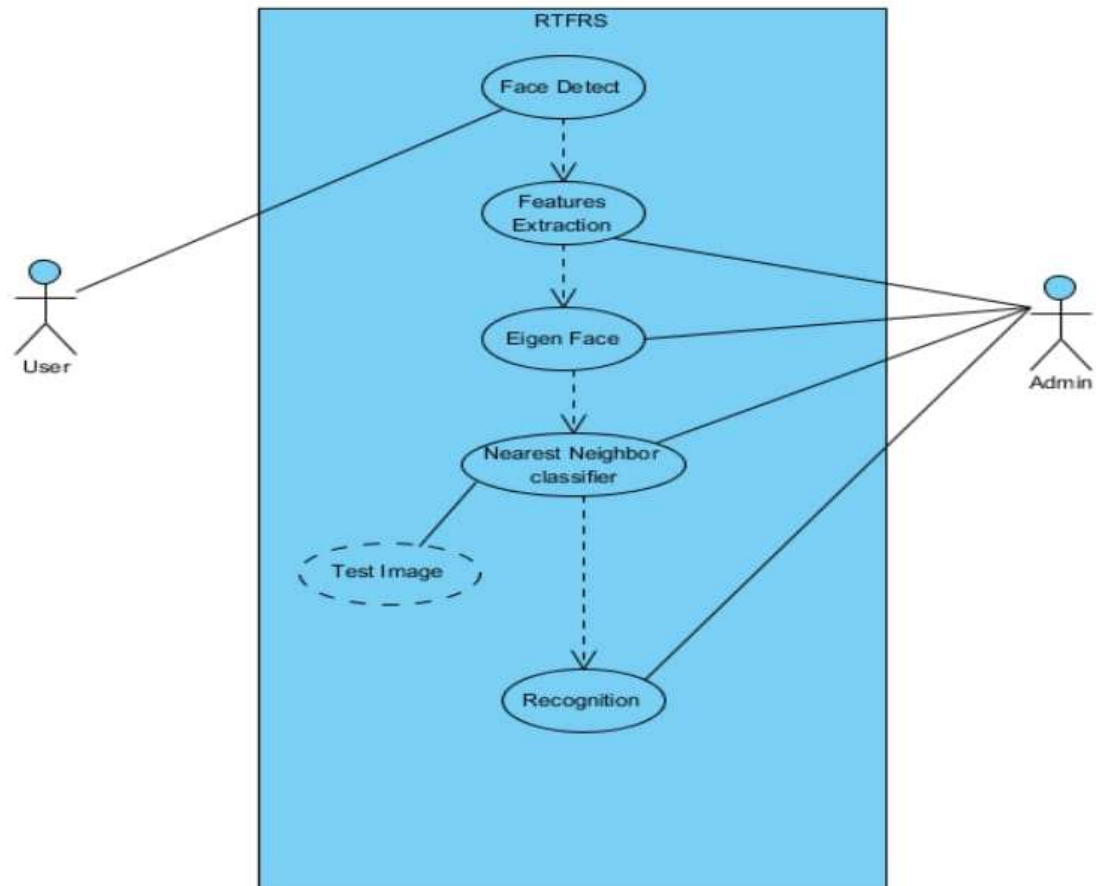 RTFRS
Face Detect
Features
Extraction
User
Eigen Face
Admin
Nearest Neighbor
classifier
Test Image
Recognition